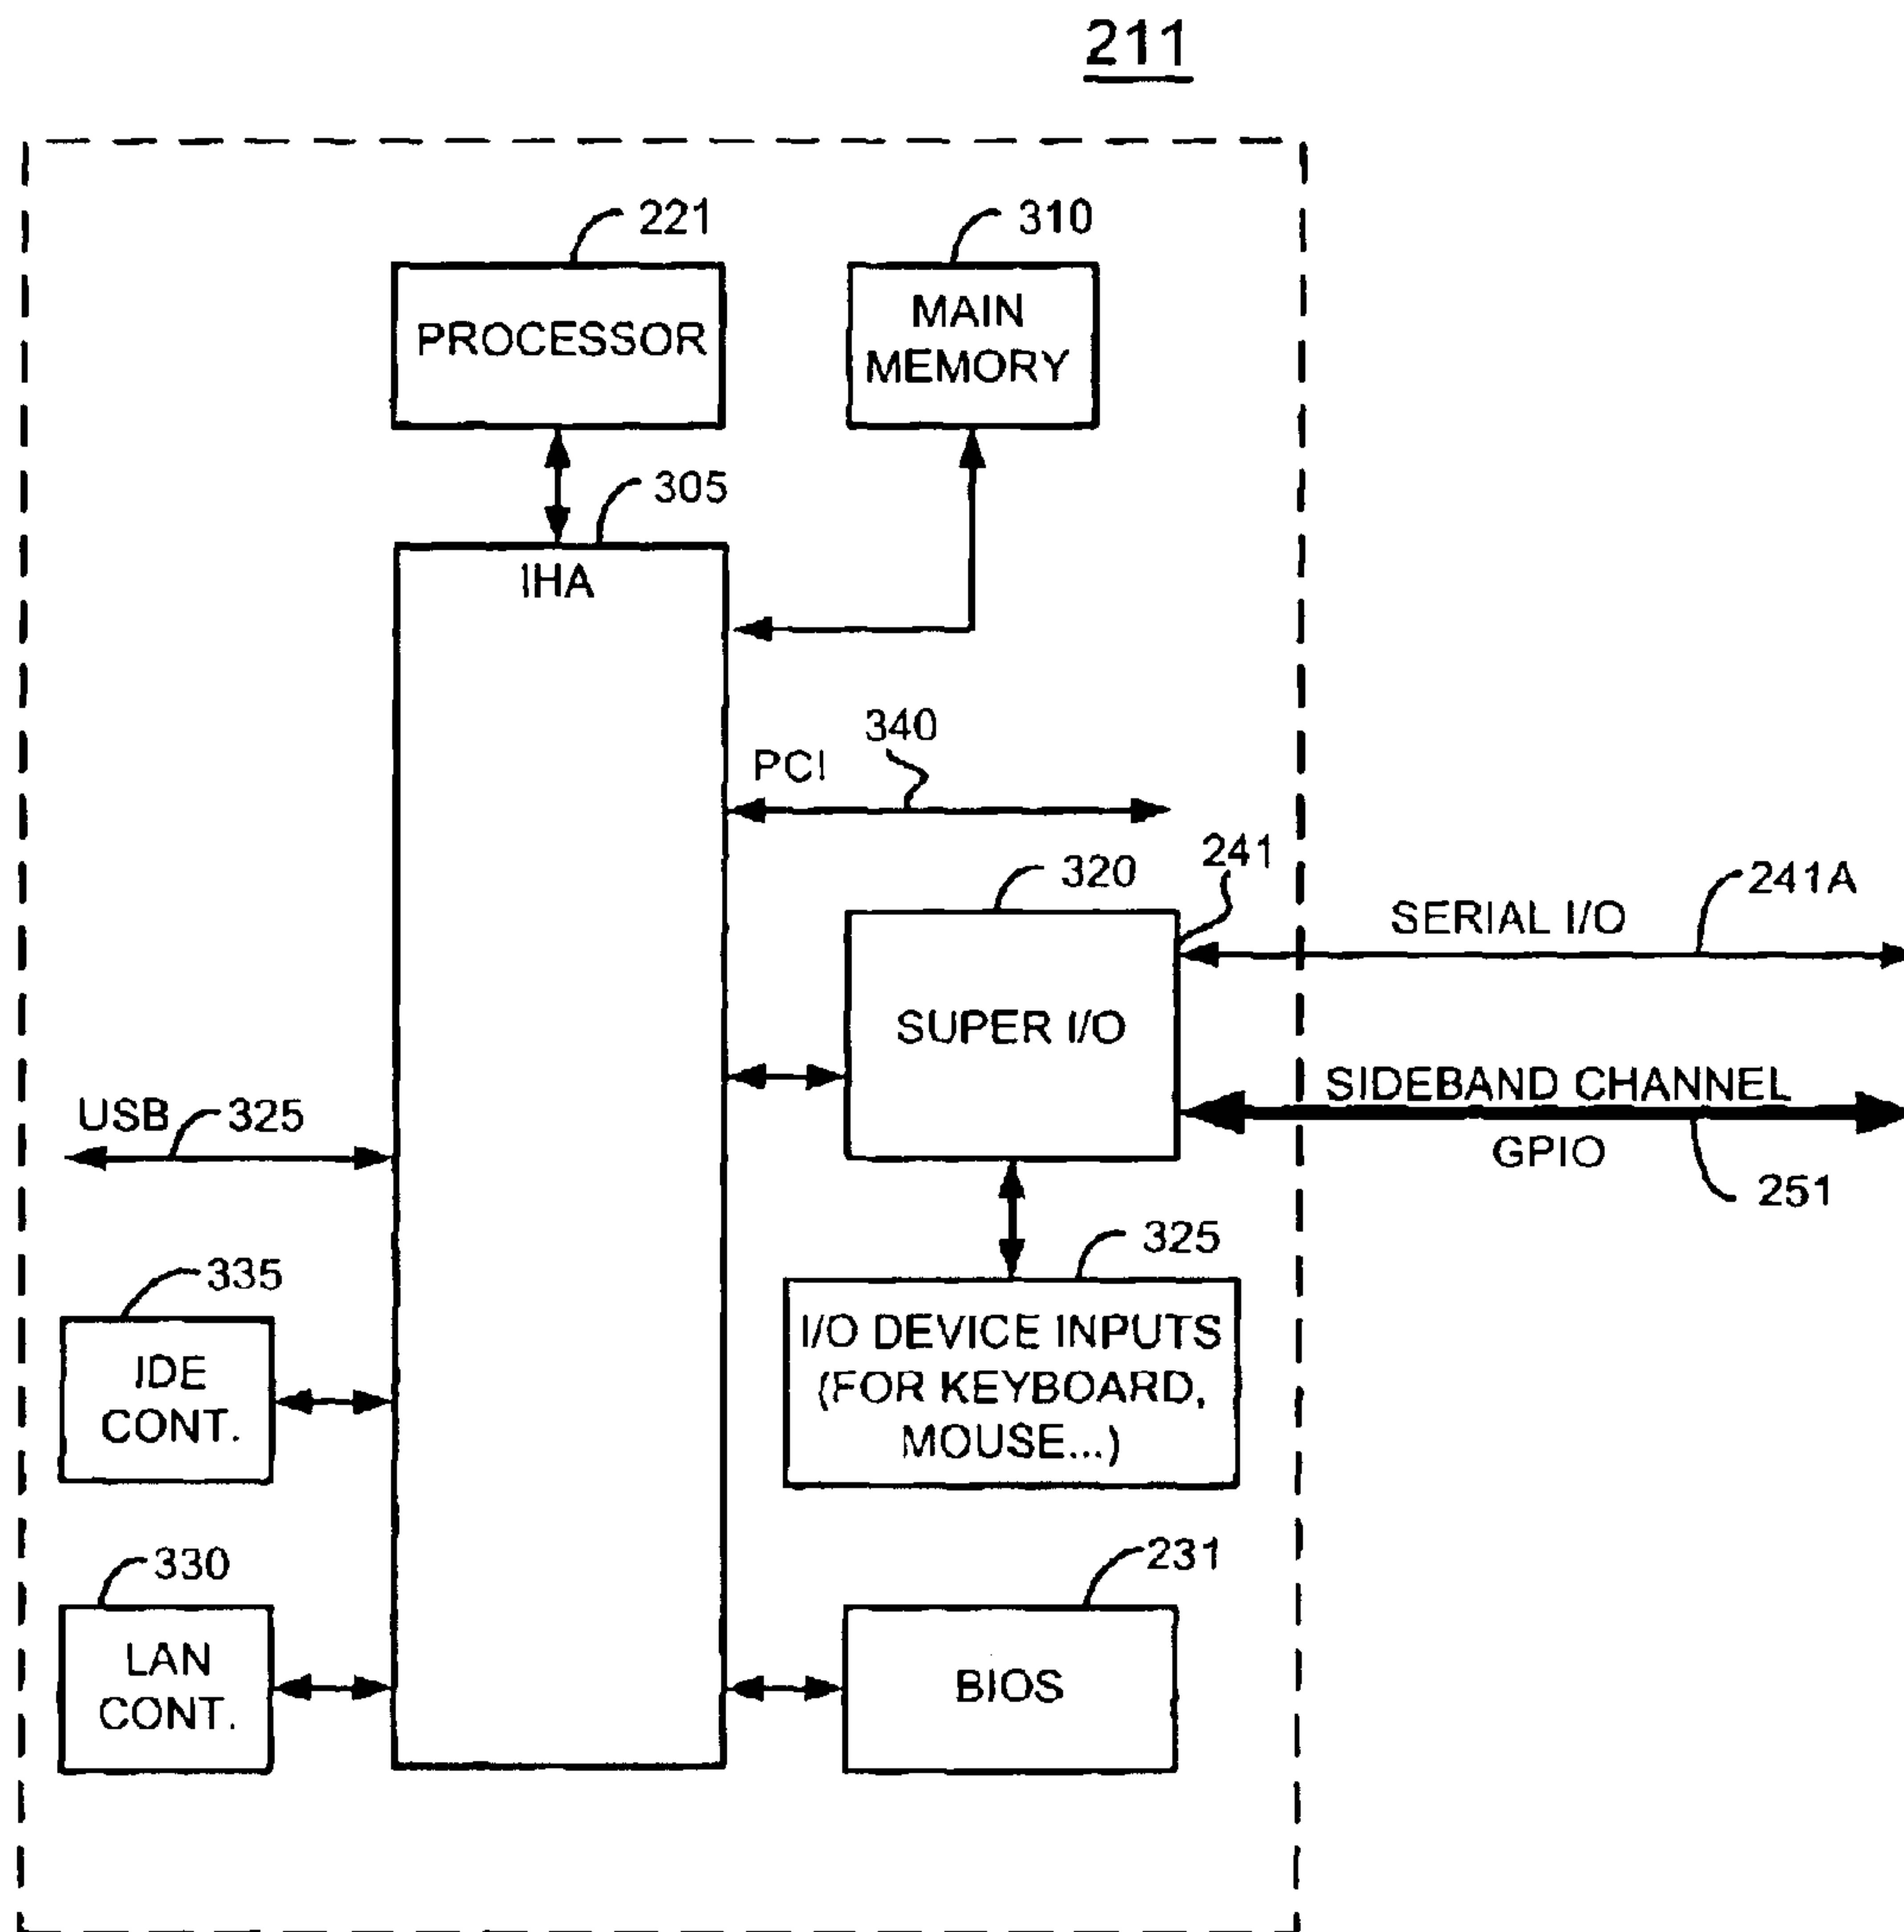 211
221
310
PROCESSOR
MAIN
MEMORY
305
IHA
340
PCI
241
320
241A
SERIAL I/O
SUPER I/O
SIDEBAND CHANNEL
GPIO
251
USB
325
325
335
I/O DEVICE INPUTS
(FOR KEYBOARD,
MOUSE...)
IDE
CONT.
330
231
LAN
CONT.
BIOS